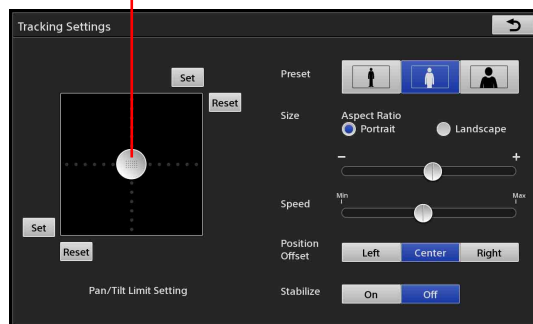 Tracking Settings
Set
Reset
Set
Reset
Pan/Tilt Limit Setting
Preset
Size
Aspect Ratio
Portrait Landscape
- +
Speed
Min Max
Position
Offset
Left Center Right
Stabilize
On Off